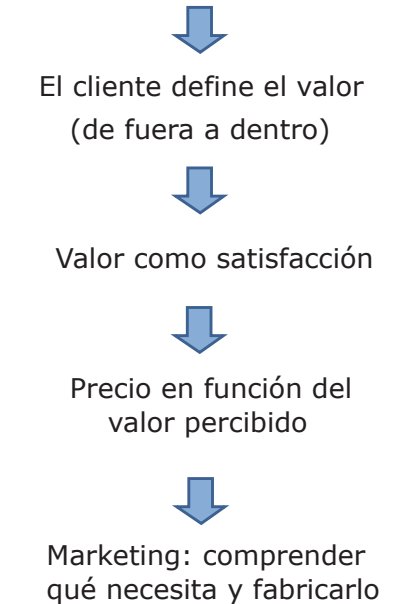 El cliente define el valor
(de fuera a dentro)
Valor como satisfacción
Precio en función del
valor percibido
Marketing: comprender
qué necesita y fabricarlo